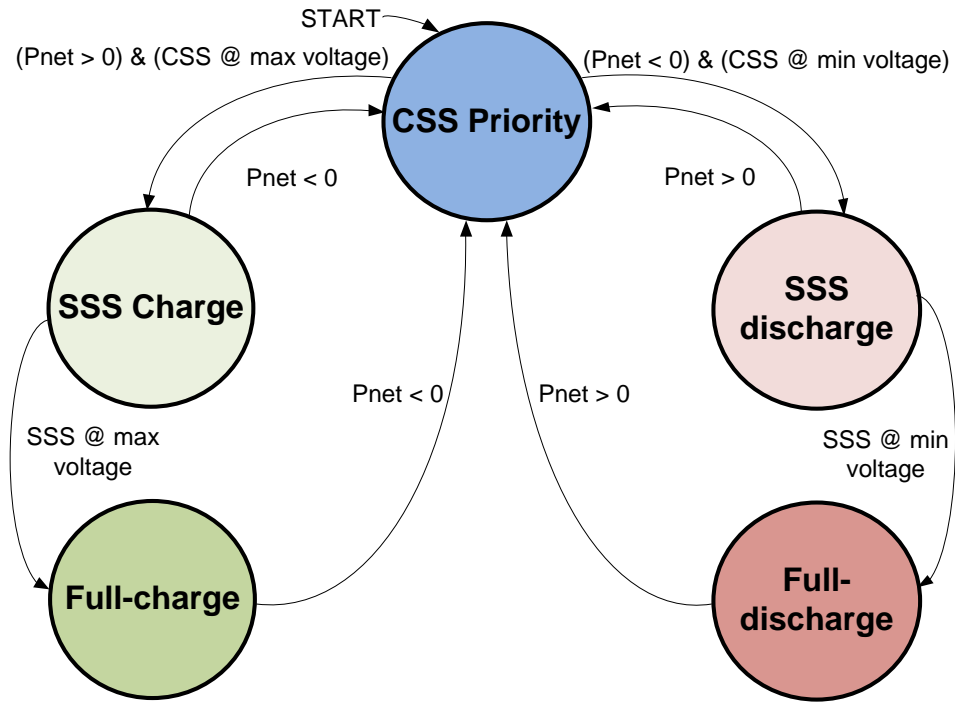 START
(Pnet > 0) & (CSS @ max voltage)
(Pnet < 0) & (CSS @ min voltage)
CSS Priority
Pnet < 0
Pnet > 0
SSS Charge
SSS
discharge
Pnet < 0
Pnet > 0
SSS @ max
voltage
SSS @ min
voltage
Full-charge
Full-
discharge